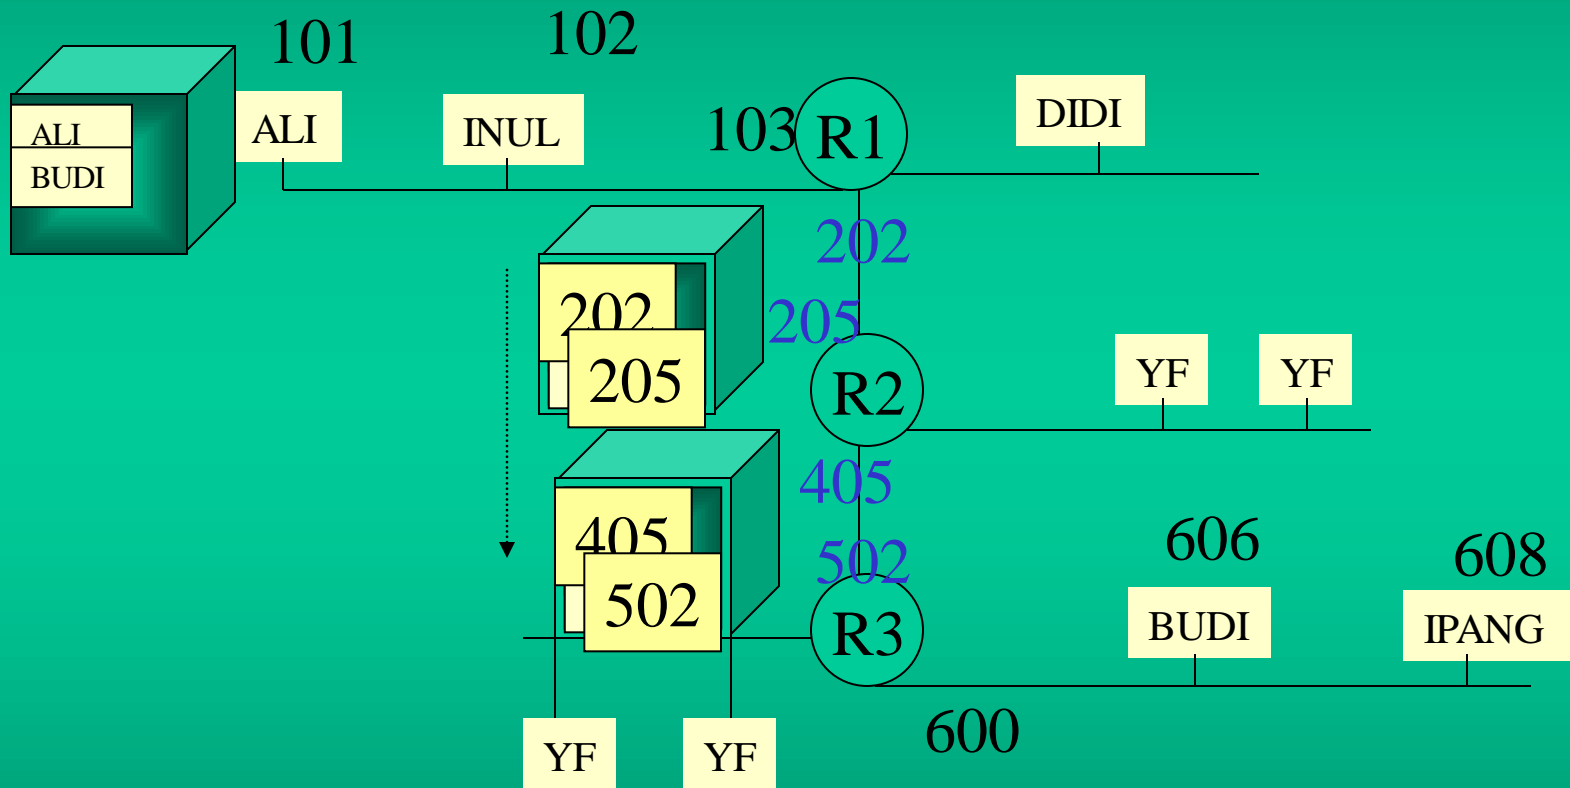 101
102
ALI
BUDI
ALI
INUL
103
R1
DIDI
202
205
202
205
R2
YF
YF
405
502
405
502
R3
606
608
BUDI
IPANG
600
YF
YF